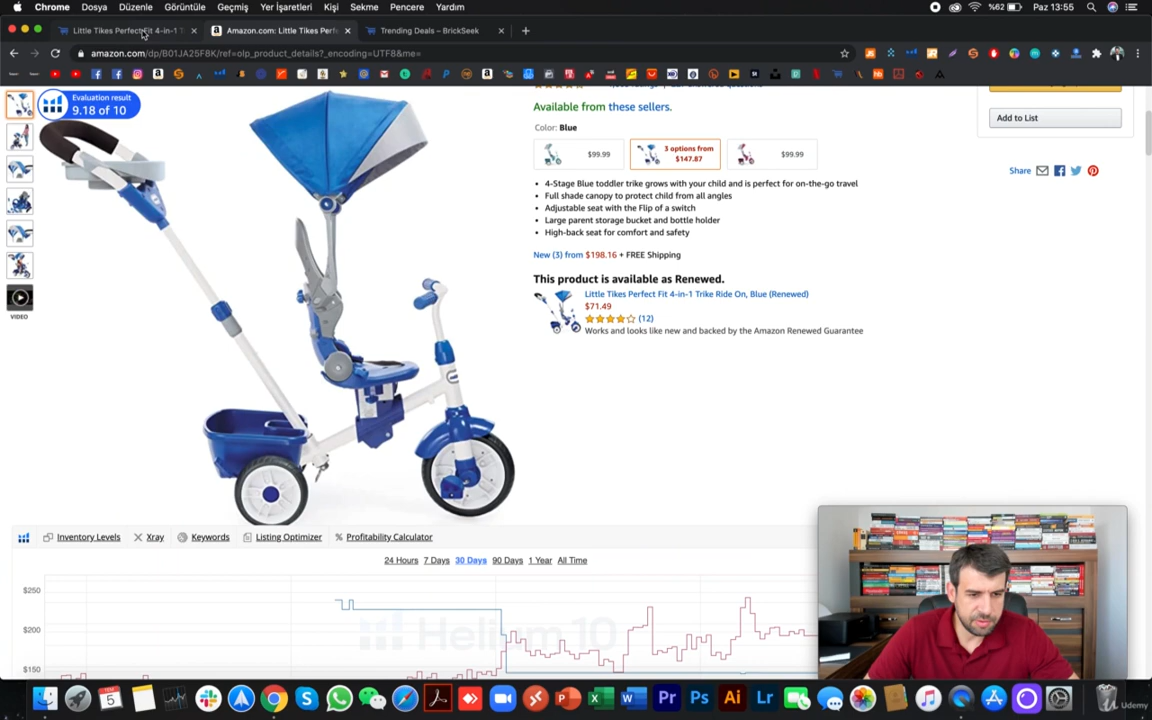 Chrome Dosya Düzenle Görüntüle Geçmiş Yer İşaretleri Kişi Sekme Pencere Yardım %62 Paz 13:55
Little Tikes Perfect Fit 4-in-1 T Amazon.com: Little Tikes Perf Trending Deals – BrickSeek
amazon.com/dp/B01JA25F8K/ref=olp_product_details?_encoding=UTF8&me=
Evaluation result
9.18 of 10
VIDEO
Available from these sellers.
Color: Blue
$99.99
3 options from
$147.87
$99.99
4-Stage Blue toddler trike grows with your child and is perfect for on-the-go travel
Full shade canopy to protect child from all angles
Adjustable seat with the Flip of a switch
Large parent storage bucket and bottle holder
High-back seat for comfort and safety
New (3) from $198.16 + FREE Shipping
This product is available as Renewed.
Little Tikes Perfect Fit 4-in-1 Trike Ride On, Blue (Renewed)
$71.49
(12)
Works and looks like new and backed by the Amazon Renewed Guarantee
Add to List
Share
Inventory Levels Xray Keywords Listing Optimizer Profitability Calculator
24 Hours 7 Days 30 Days 90 Days 1 Year All Time
$250
$200
$150
Helium 10
Udemy